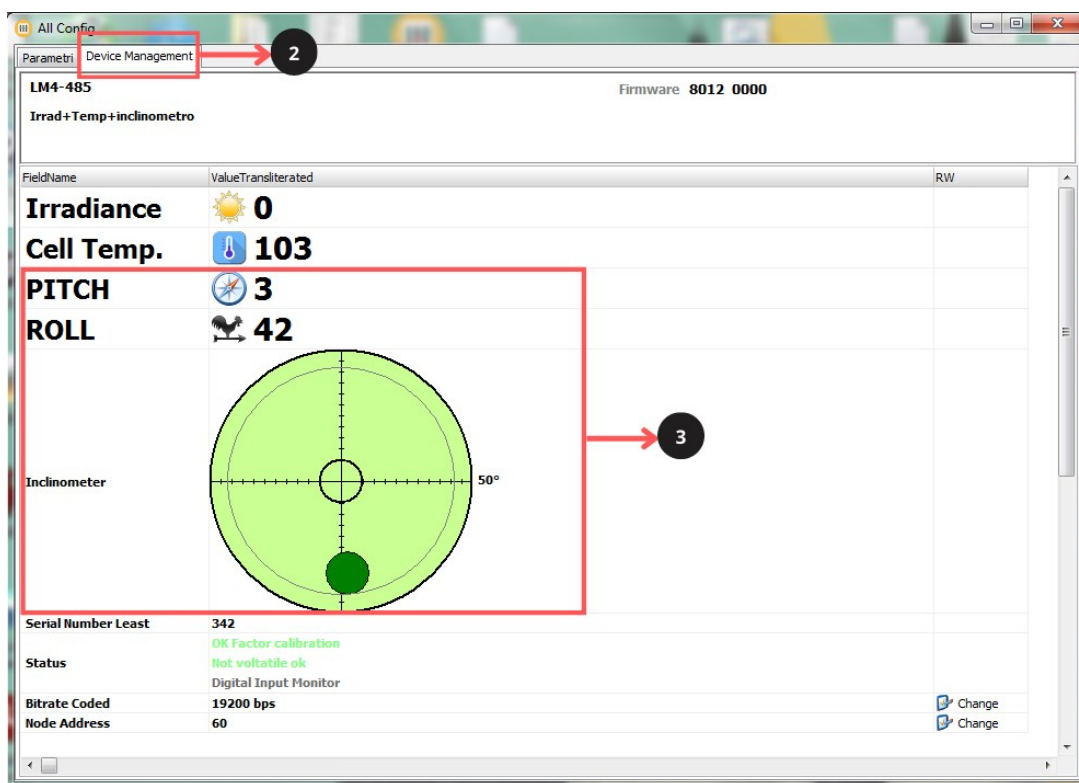 All Config
Parametri Device Management 2
LM4-485 Firmware 8012 0000
Irrad+Temp+inclinometro
FieldName ValueTransliterated RW
Irradiance 0
Cell Temp. 103
PITCH 3
ROLL 42
3
Inclinometer 50°
Serial Number Least 342
OK Factor calibration
Status Not voltatile ok
Digital Input Monitor
Bitrate Coded 19200 bps Change
Node Address 60 Change